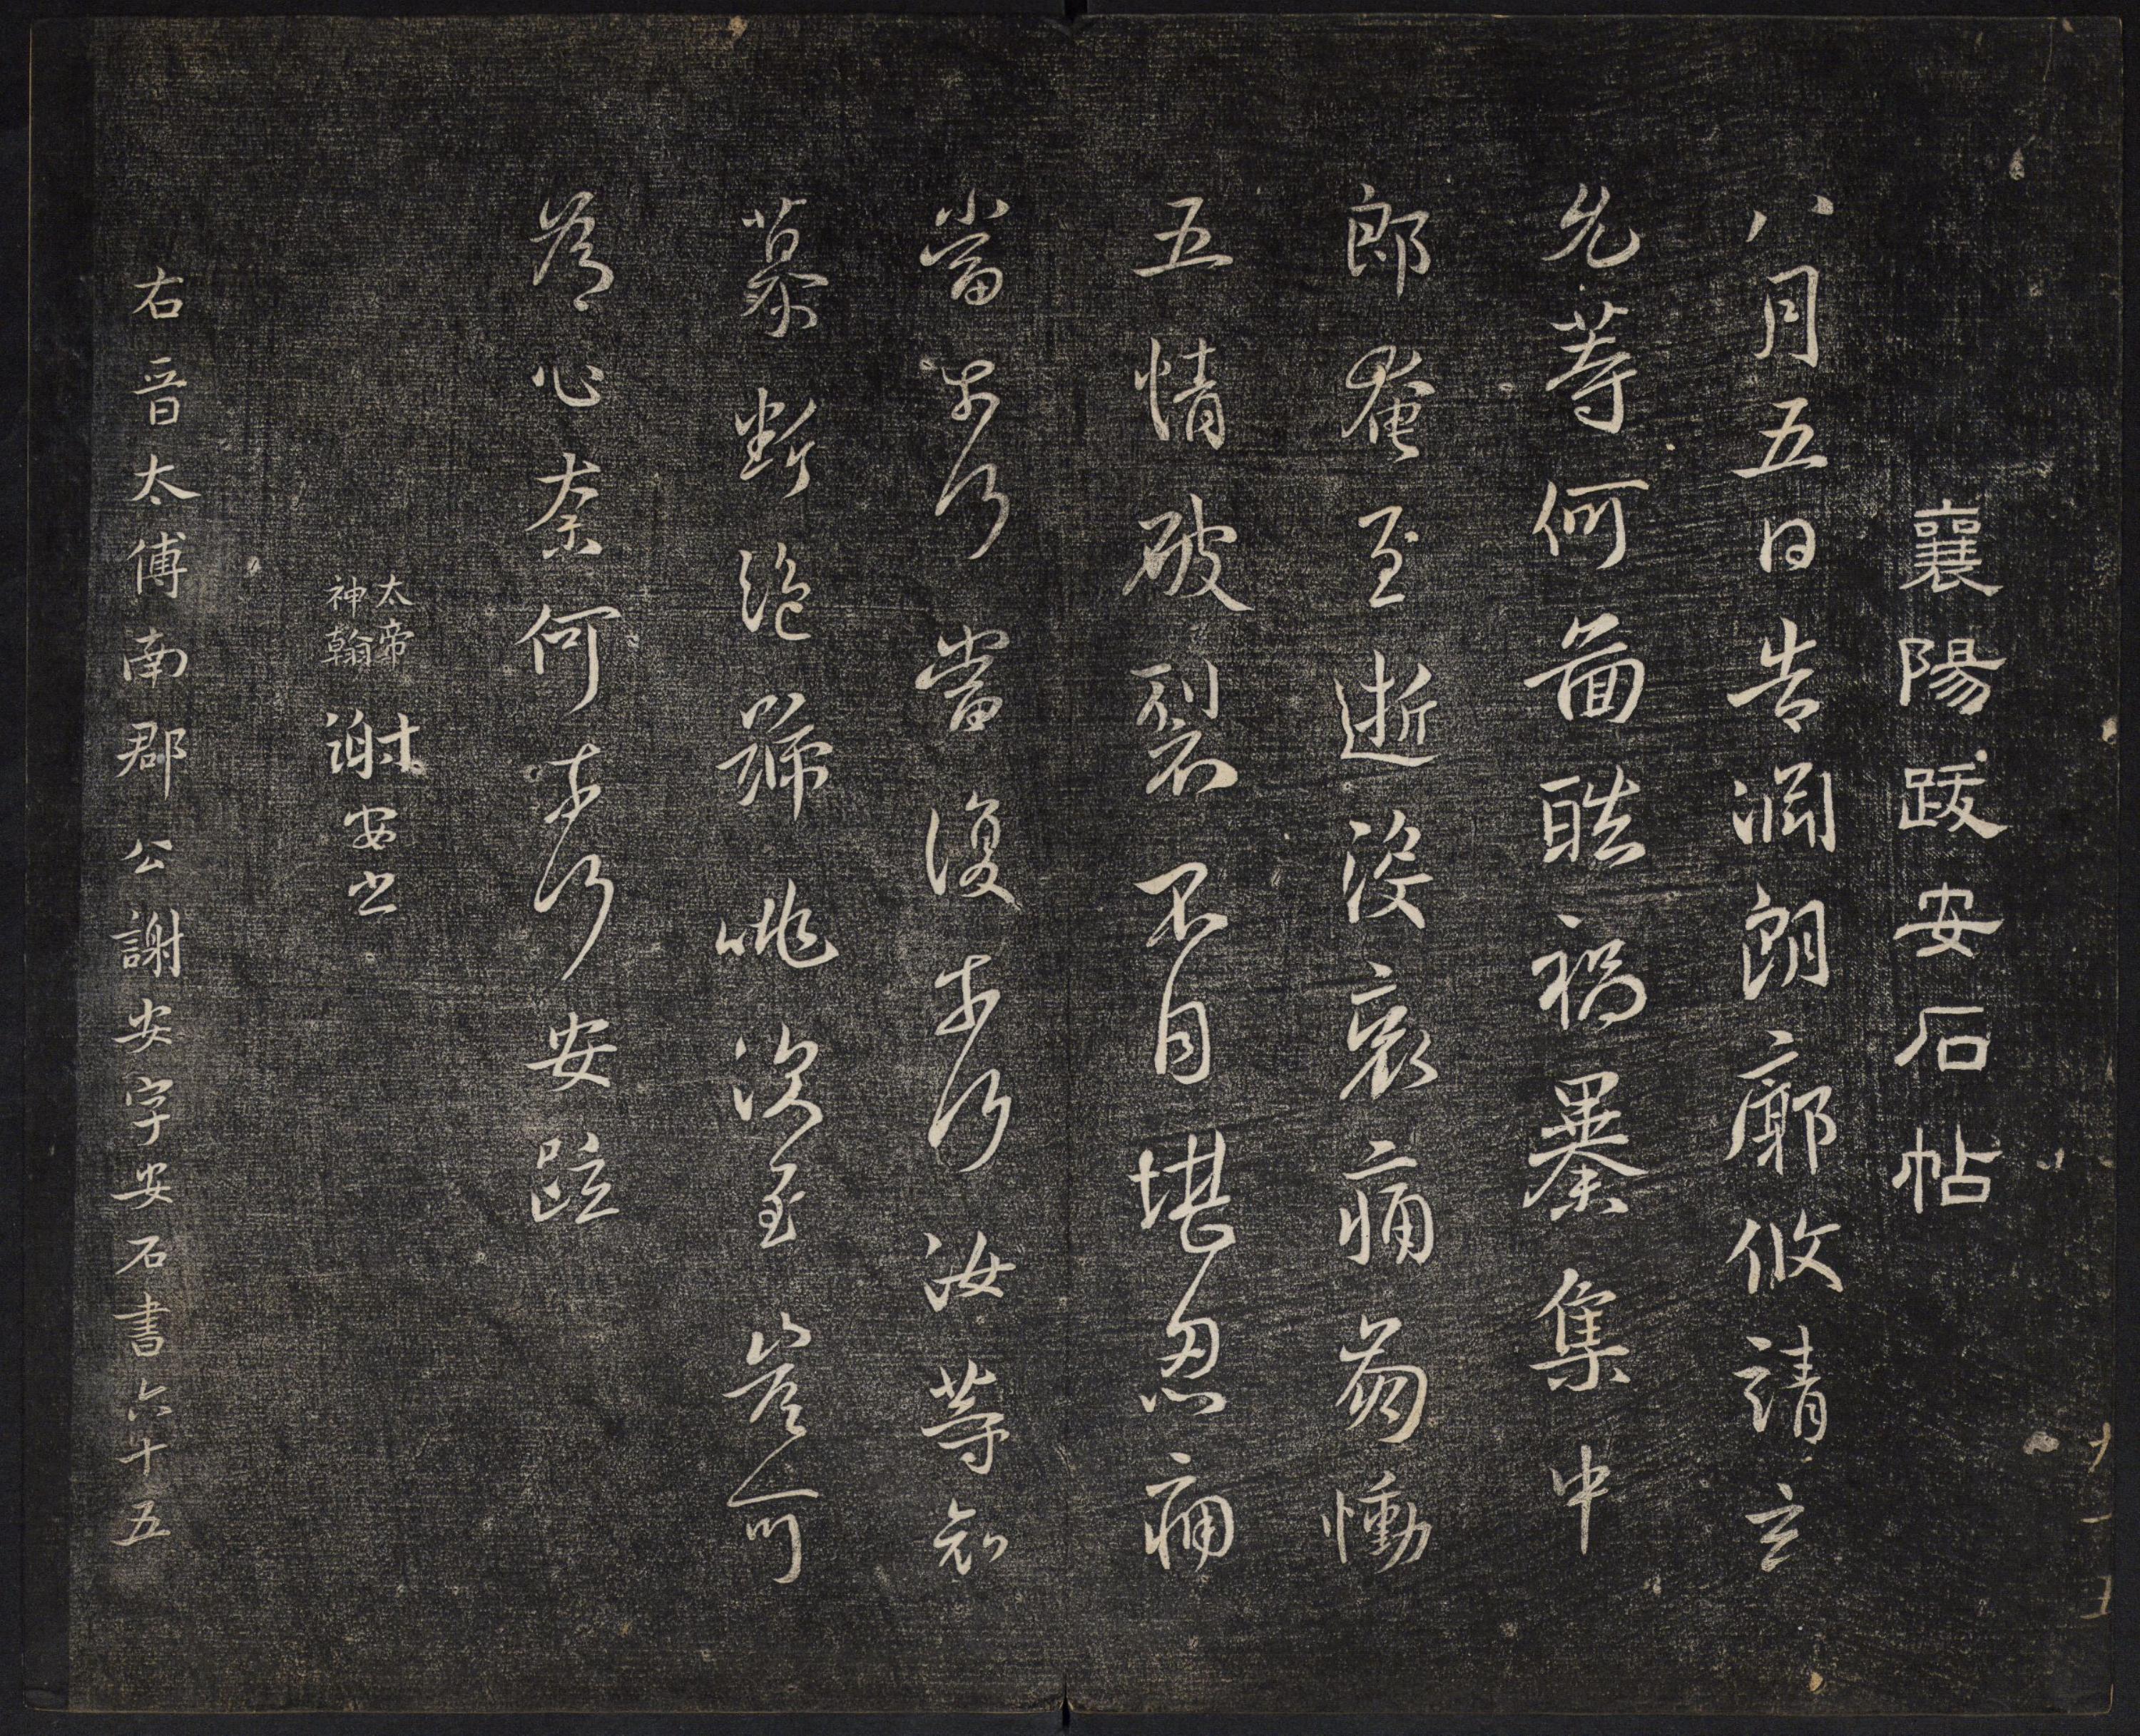 襄陽跋安石帖
八月五日告淵朗廓攸靖玄
允等何圖酷禍暴集中
郎奄至逝沒哀痛崩慟
五情破裂不自堪忍痛
當奈何當復奈何汝等哀
慕斷絕號咷深至豈可
為心奈何奈何安疏
太帝
神翰
謝安
右晉太傅南郡公謝安字安石書六十五